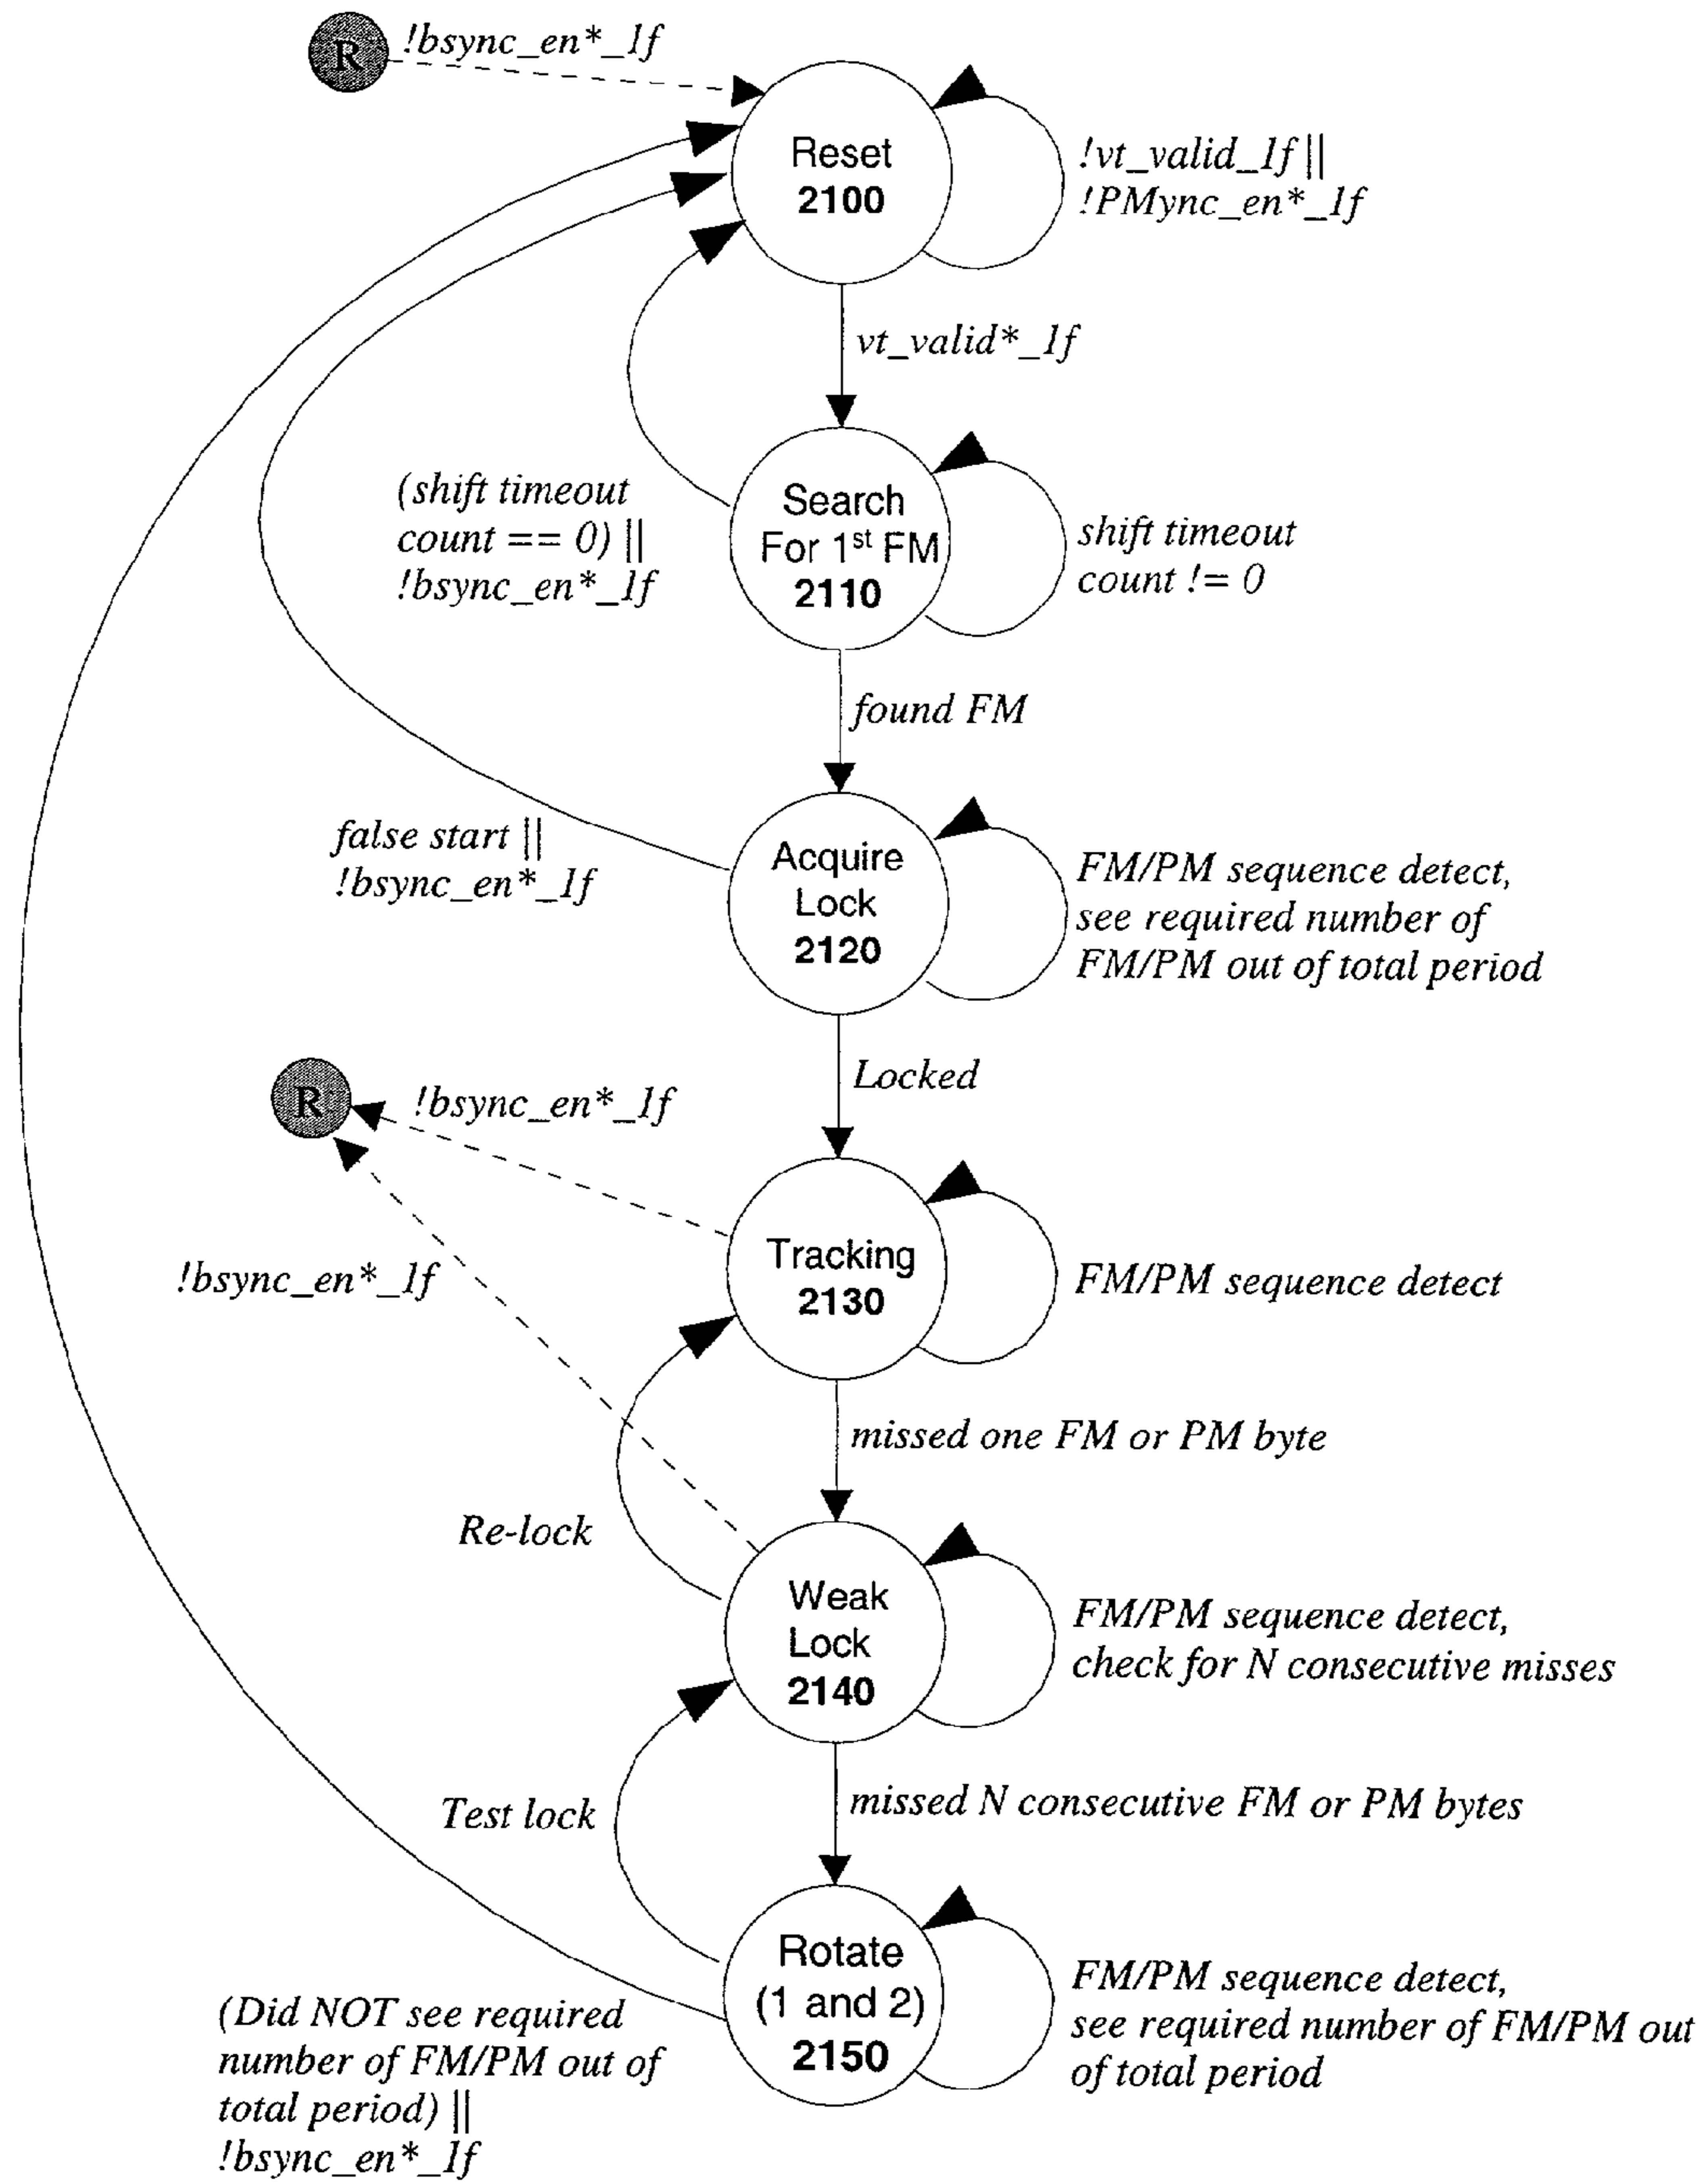 R
!bsync_en*_1f
Reset
2100
!vt_valid_1f ||
!PMync_en*_1f
vt_valid*_1f
(shift timeout
count == 0) ||
!bsync_en*_1f
Search
For 1st FM
2110
shift timeout
count != 0
found FM
false start ||
!bsync_en*_1f
Acquire
Lock
2120
FM/PM sequence detect,
see required number of
FM/PM out of total period
Locked
R
!bsync_en*_1f
!bsync_en*_1f
Tracking
2130
FM/PM sequence detect
missed one FM or PM byte
Re-lock
Weak
Lock
2140
FM/PM sequence detect,
check for N consecutive misses
Test lock
missed N consecutive FM or PM bytes
Rotate
(1 and 2)
2150
FM/PM sequence detect,
see required number of FM/PM out
of total period
(Did NOT see required
number of FM/PM out of
total period) ||
!bsync_en*_1f